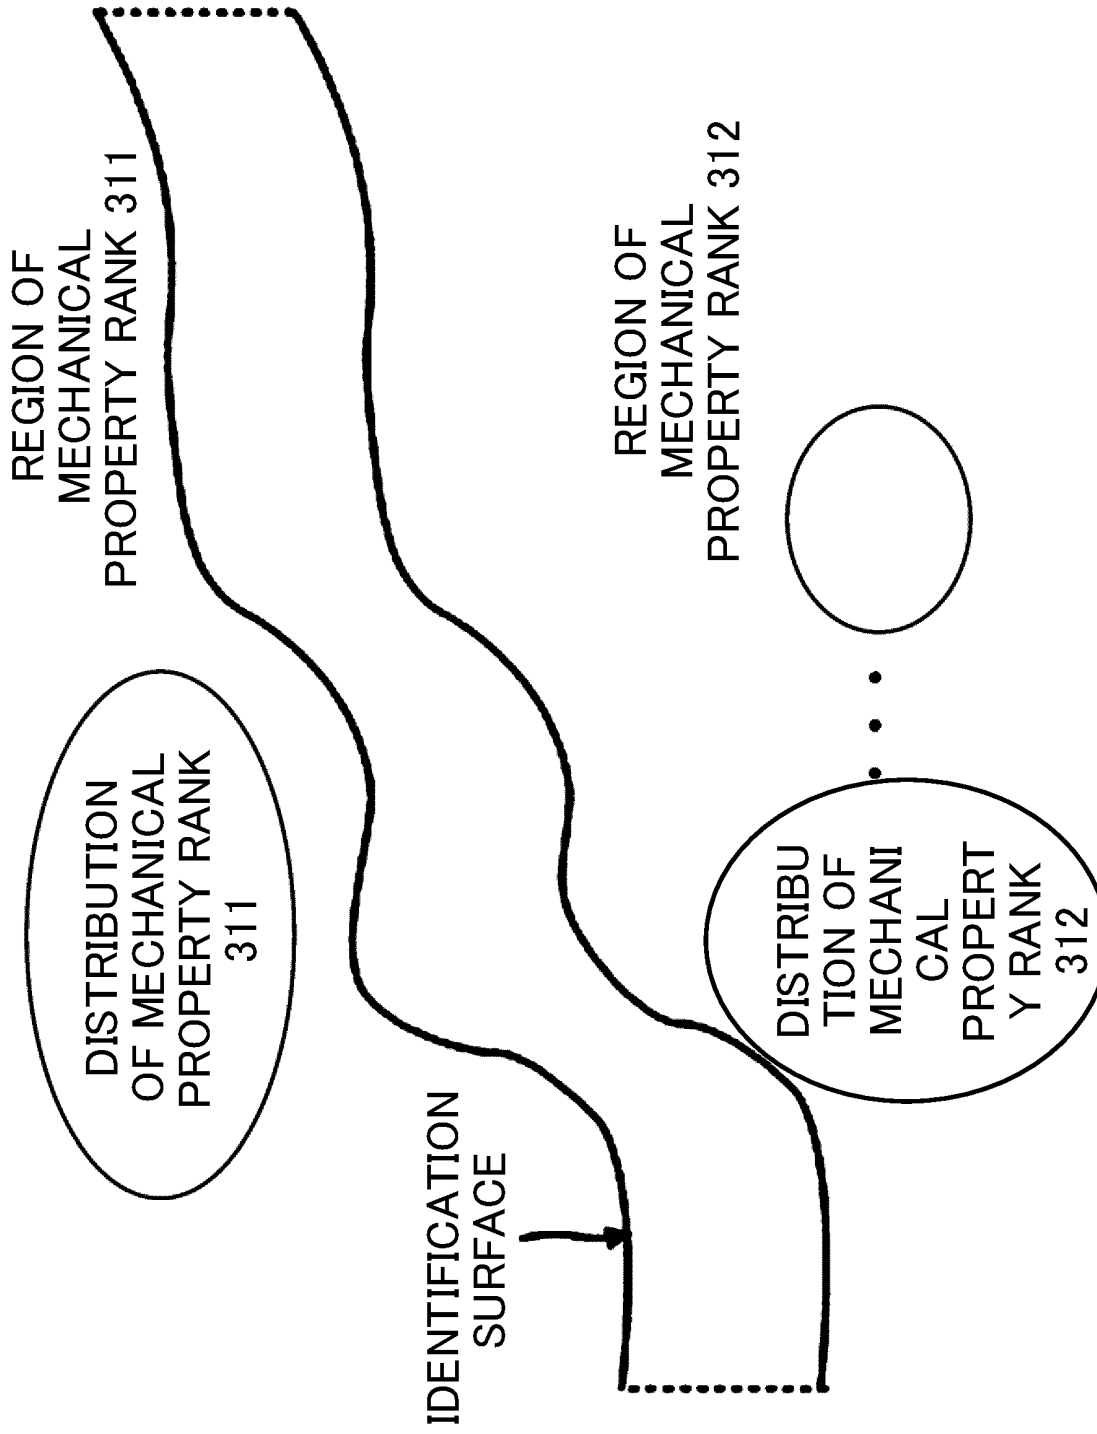 REGION OF
MECHANICAL
PROPERTY RANK 311
DISTRIBUTION
OF MECHANICAL
PROPERTY RANK
311
IDENTIFICATION
SURFACE
REGION OF
MECHANICAL
PROPERTY RANK 312
DISTRIBU
TION OF
MECHANI
CAL
PROPERT
Y RANK
312